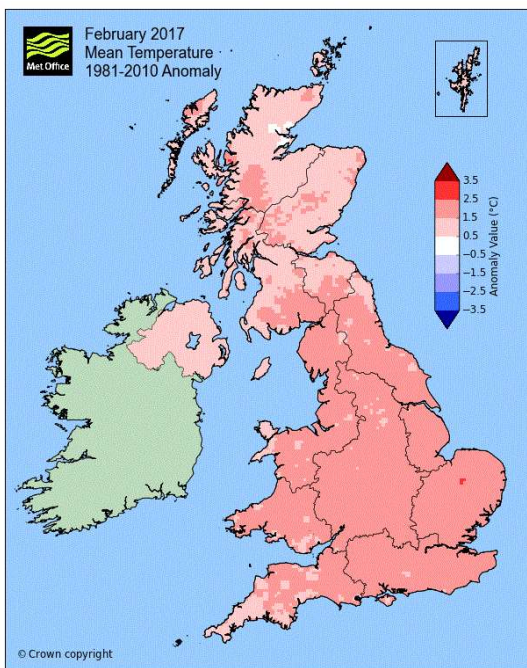 Met Office
February 2017
Mean Temperature
1981-2010 Anomaly
3.5
2.5
1.5
0.5
−0.5
−1.5
−2.5
−3.5
Anomaly Value (°C)
© Crown copyright